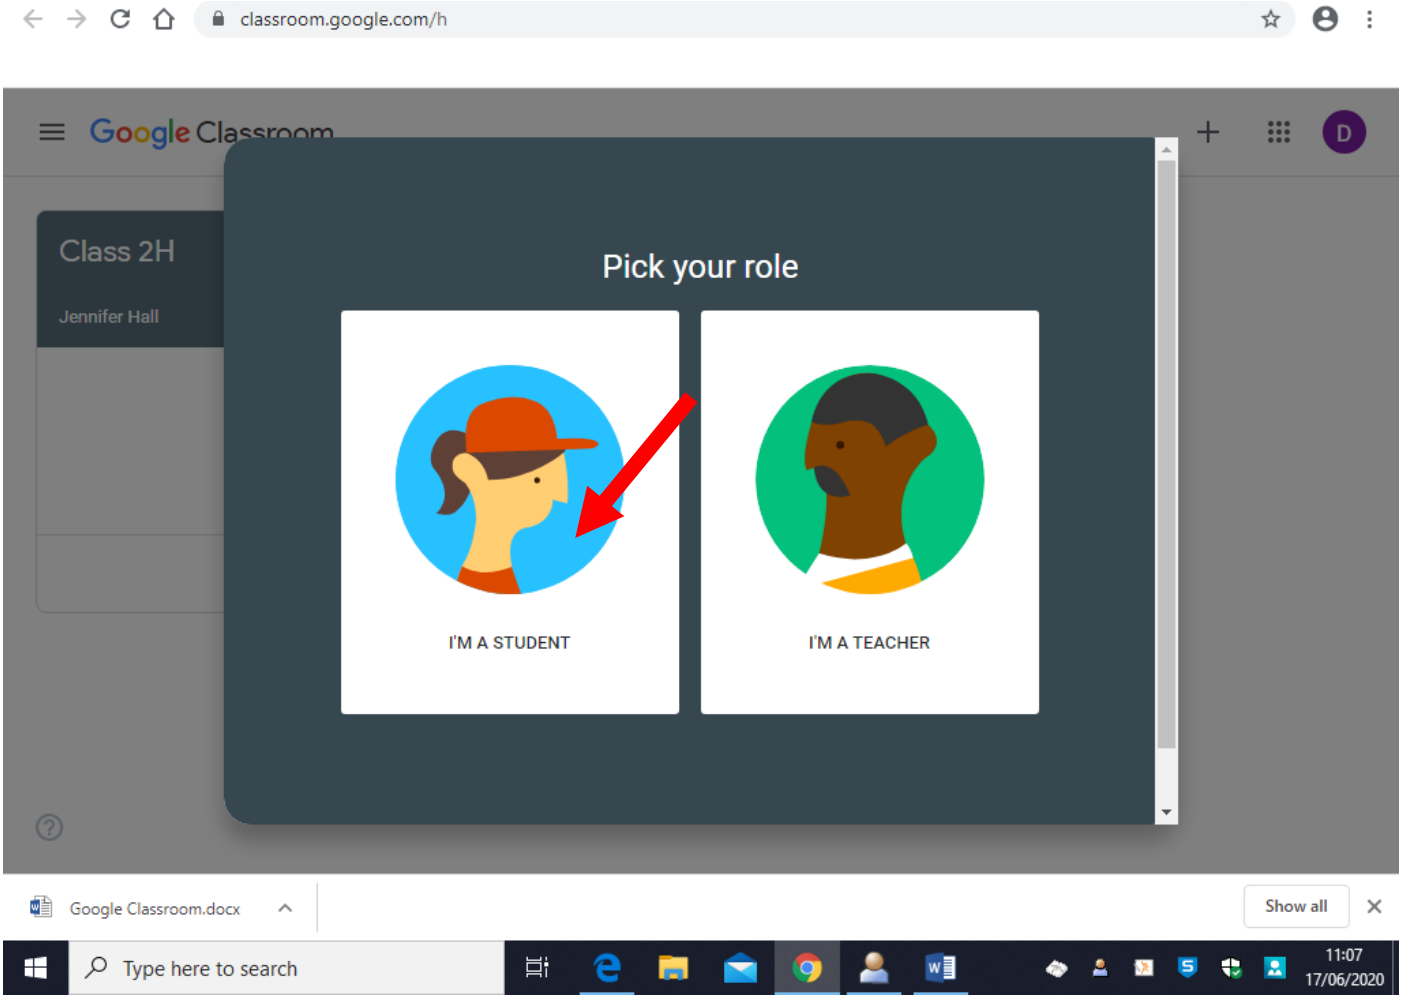 classroom.google.com/h
Google Classroom
D
Class 2H
Jennifer Hall
Pick your role
I'M A STUDENT
I'M A TEACHER
Google Classroom.docx
Show all
Type here to search
11:07
17/06/2020